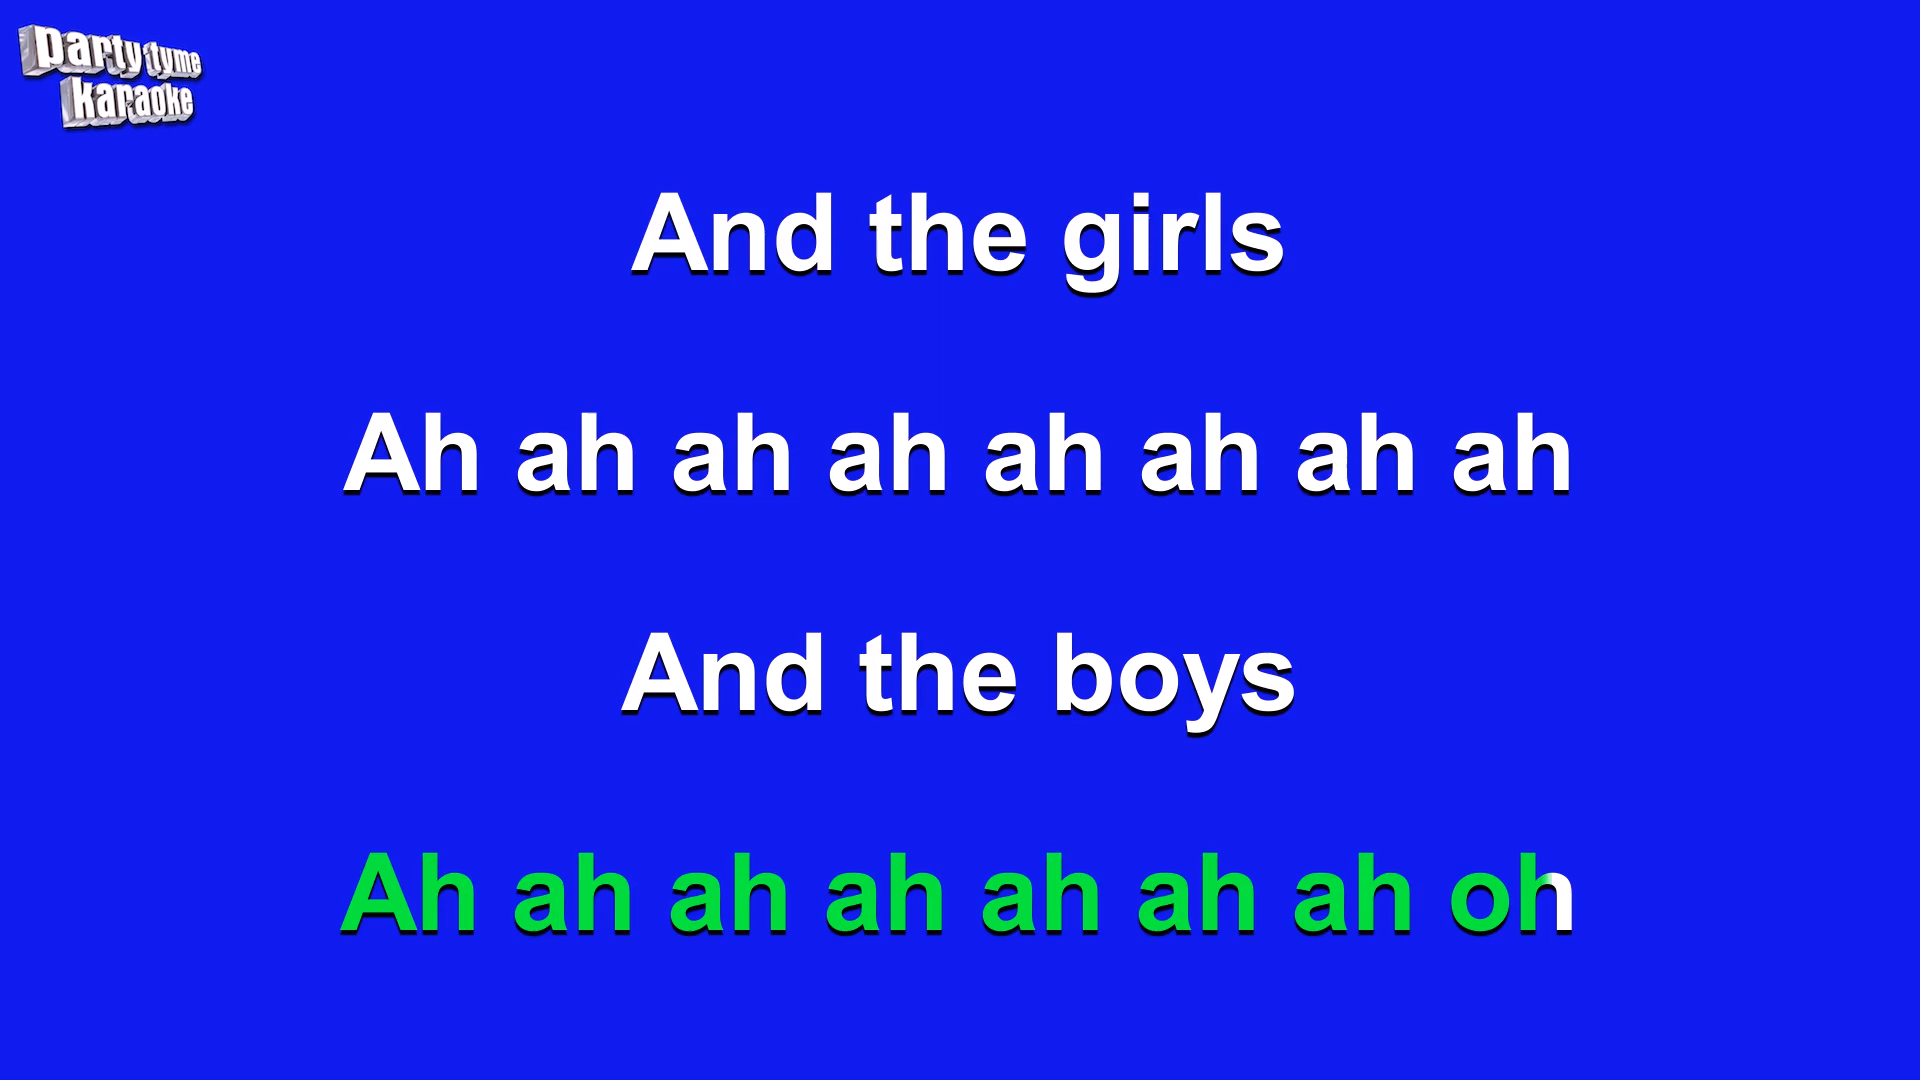 party tyme
karaoke
And the girls
Ah ah ah ah ah ah ah ah
And the boys
Ah ah ah ah ah ah ah oh